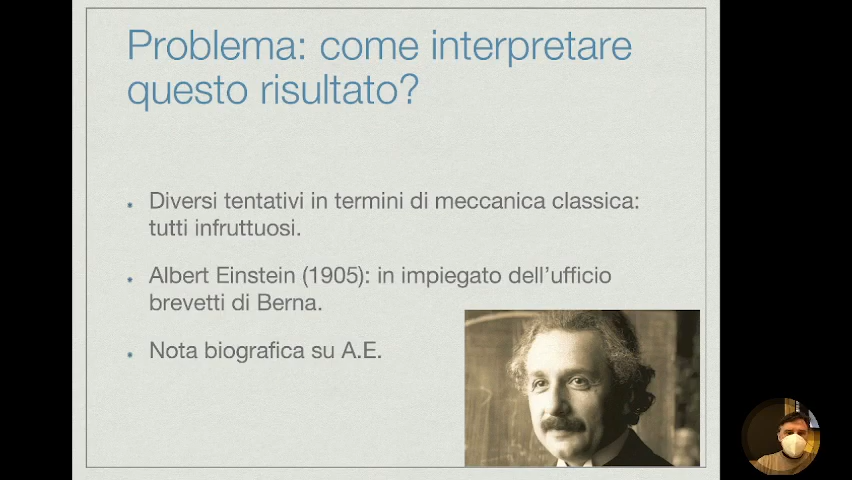 Problema: come interpretare
questo risultato?
Diversi tentativi in termini di meccanica classica:
tutti infruttuosi.
Albert Einstein (1905): in impiegato dell’ufficio
brevetti di Berna.
Nota biografica su A.E.